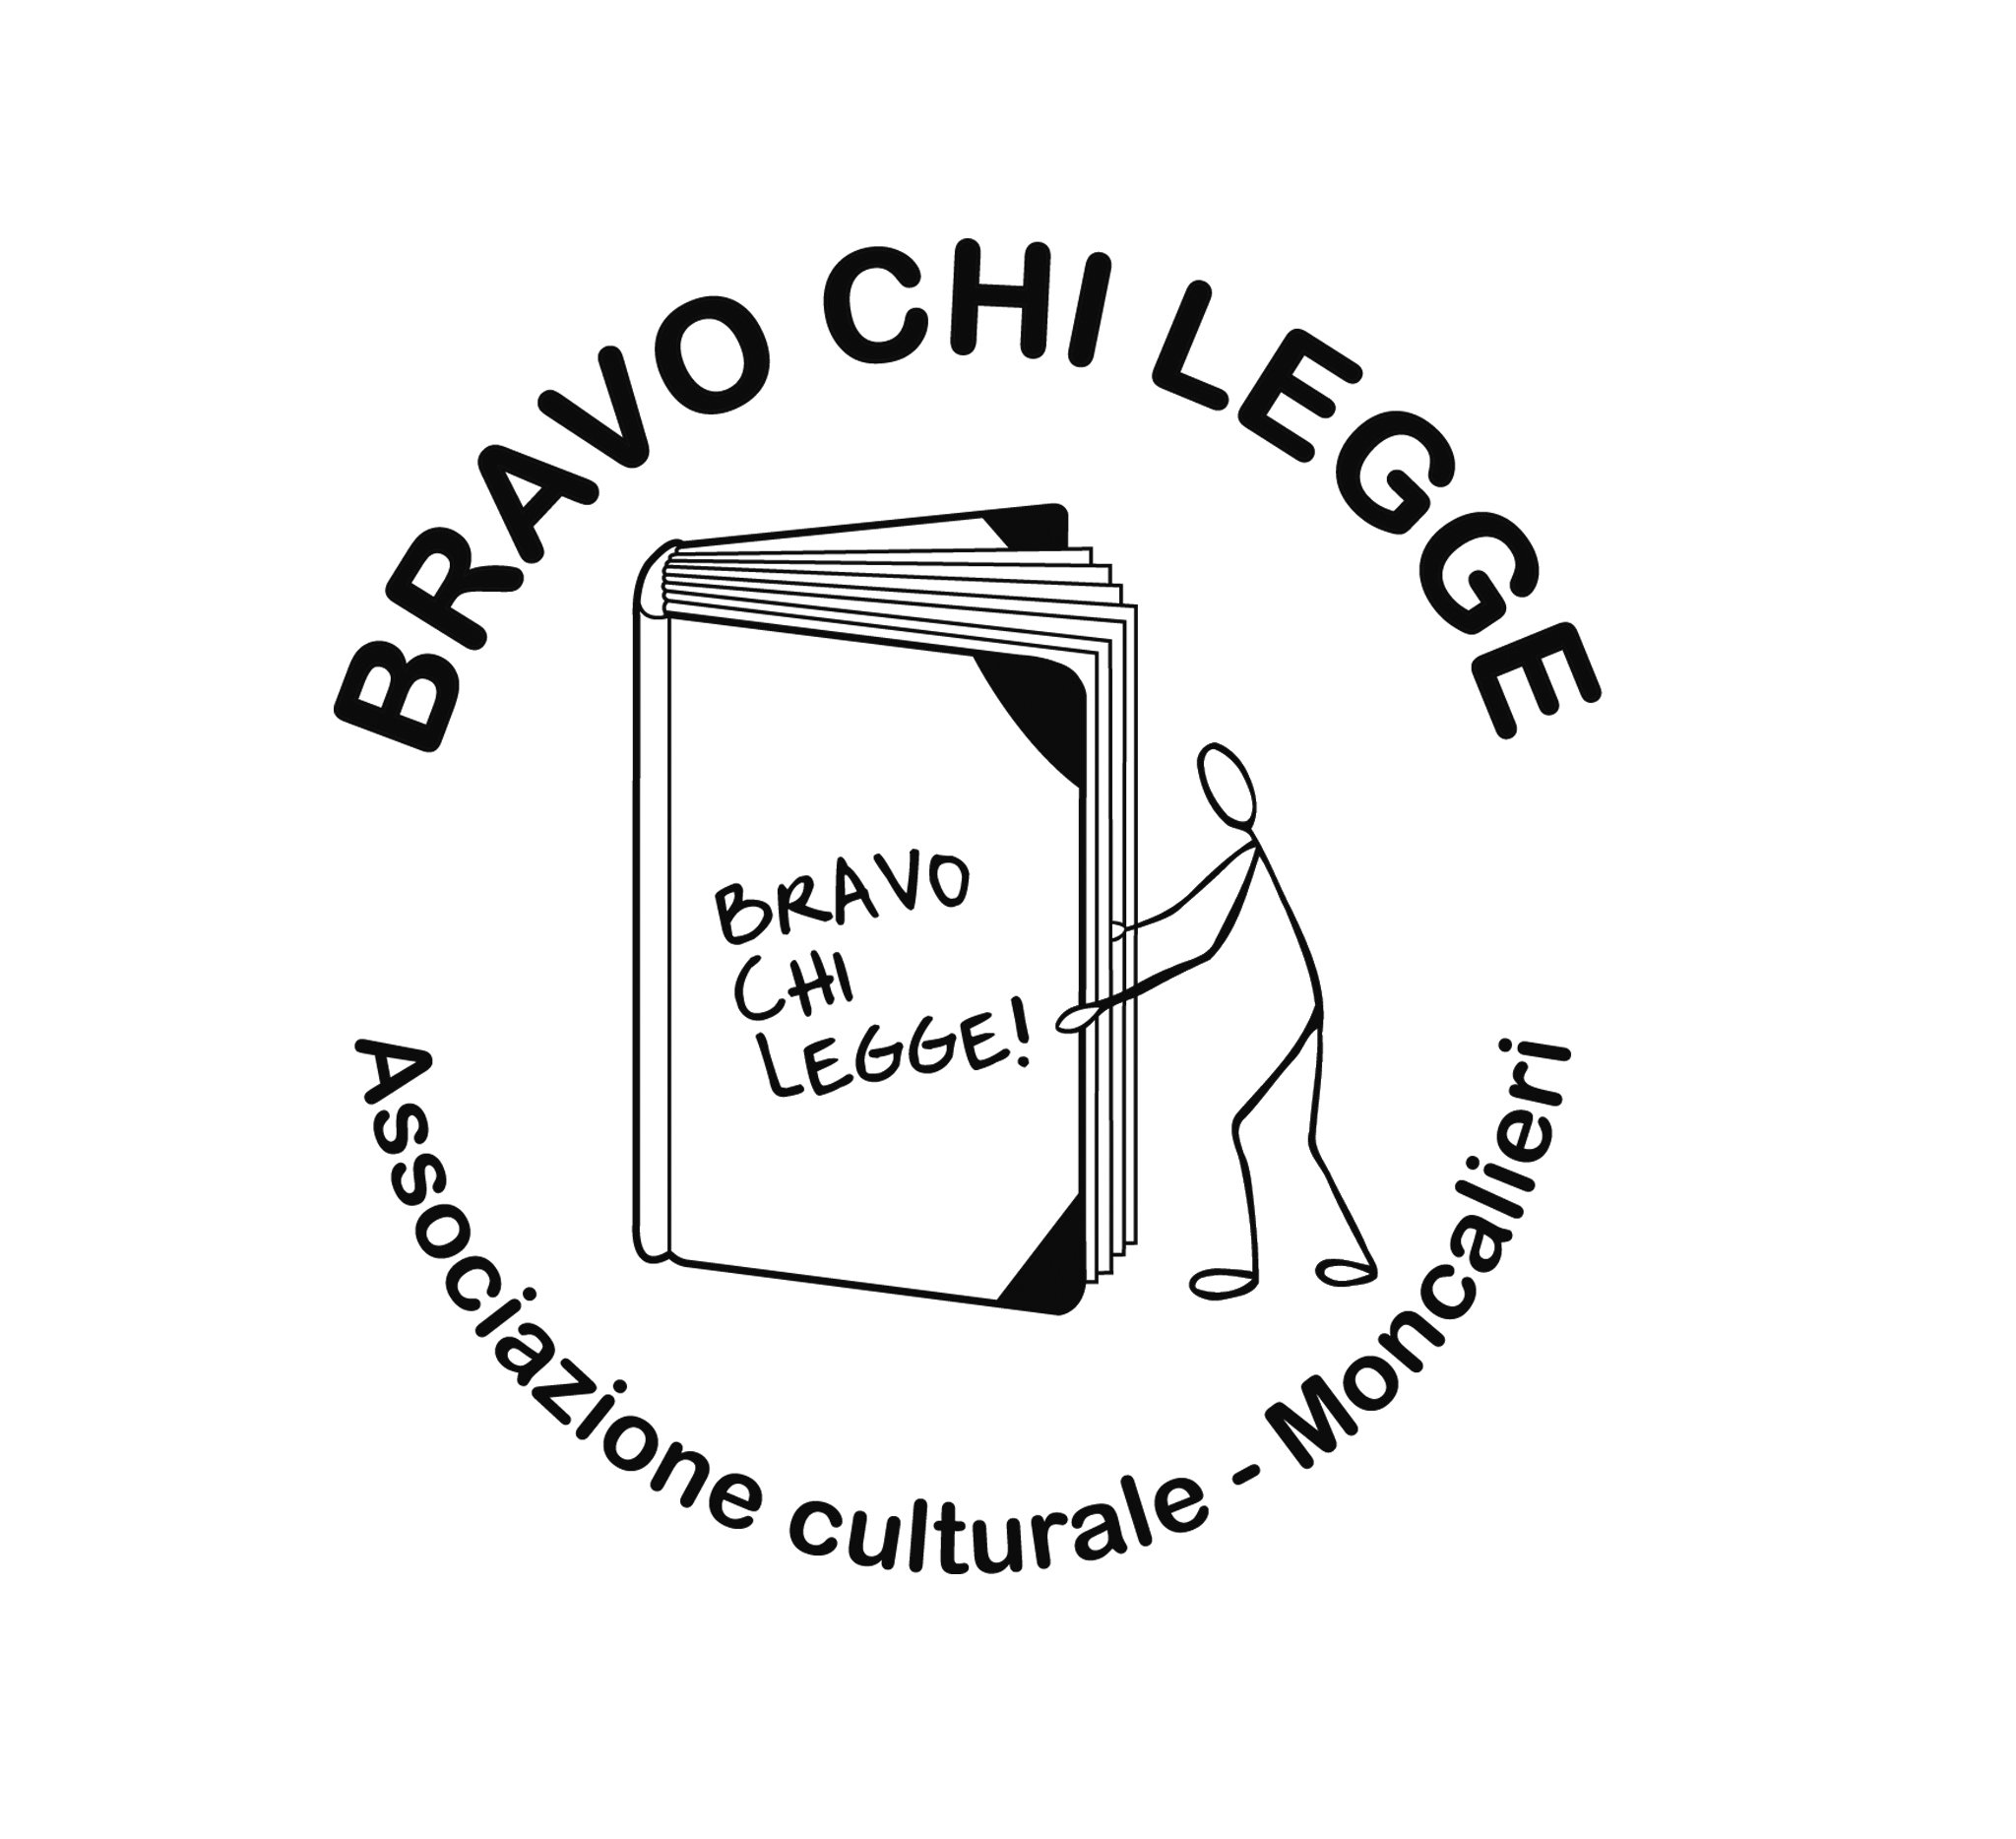 BRAVO CHI LEGGE
BRAVO
CHI
LEGGE!
Associazione culturale - Moncalieri